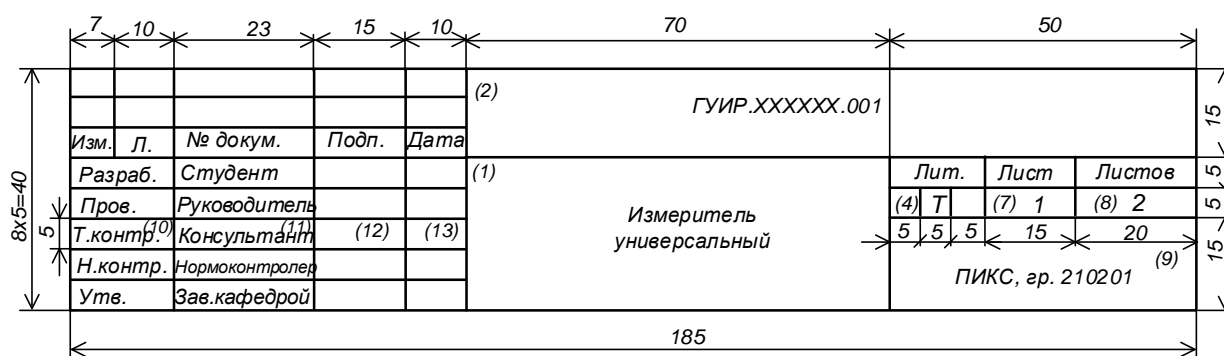 7 10 23 15 10 70 50
(2) ГУИР.XXXXXX.001 15
Изм. Л. № докум. Подп. Дата
Разраб. Студент (1) Лит. Лист Листов 5
Пров. Руководитель (4) Т (7) 1 (8) 2 5
Т.контр. (10) Консультант (11) (12) (13) Измеритель 5 5 5 15 20
универсальный
Н.контр. Нормоконтролер (9) 15
ПИКС, гр. 210201
Утв. Зав.кафедрой
8x5=40 5
185